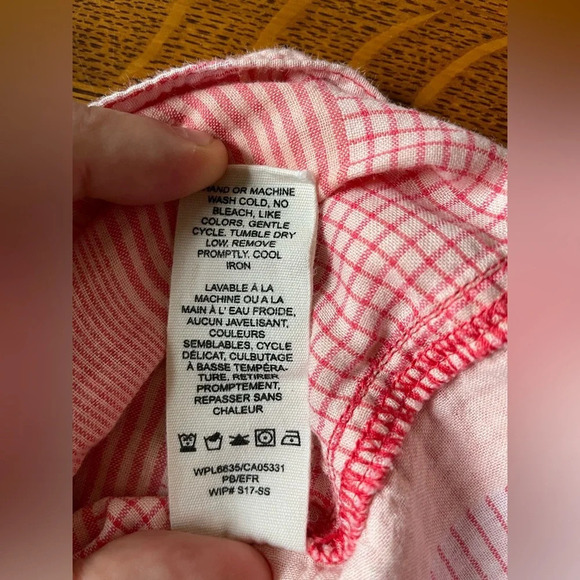 HAND OR MACHINE
WASH COLD, NO
BLEACH, LIKE
COLORS, GENTLE
CYCLE, TUMBLE DRY
LOW, REMOVE
PROMPTLY, COOL
IRON
LAVABLE À LA
MACHINE OU A LA
MAIN À L' EAU FROIDE,
AUCUN JAVELISANT,
COULEURS
SEMBLABLES, CYCLE
DÉLICAT, CULBUTAGE
À BASSE TEMPÉRA-
TURE, RETIRER
PROMPTEMENT,
REPASSER SANS
CHALEUR
WPL6635/CA05331
PB/EFR
WIP# S17-SS